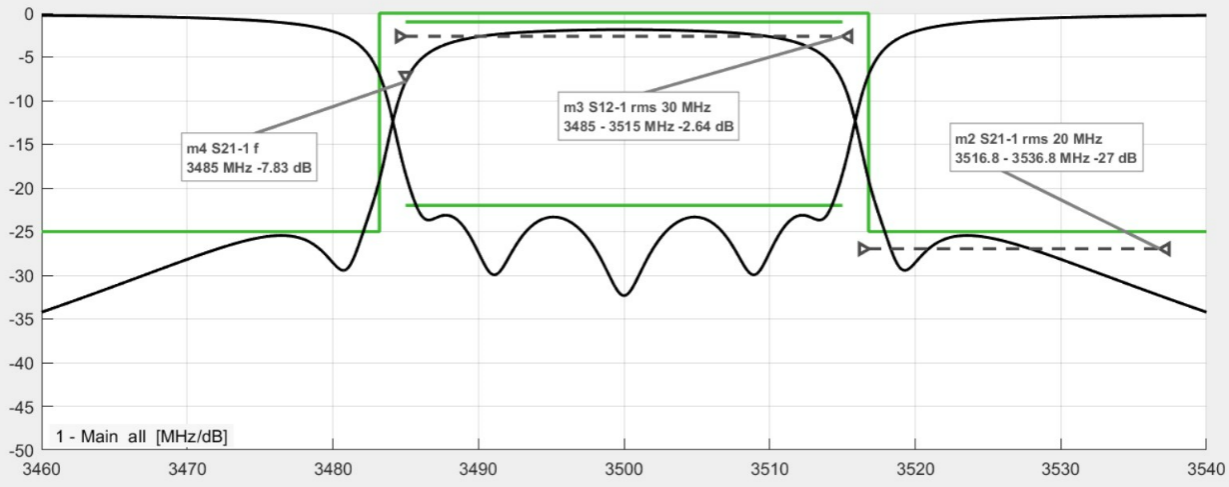 0
-5
-10
-15
-20
-25
-30
-35
-40
-45
-50
m4 S21-1 f
3485 MHz -7.83 dB
m3 S12-1 rms 30 MHz
3485 - 3515 MHz -2.64 dB
m2 S21-1 rms 20 MHz
3516.8 - 3536.8 MHz -27 dB
1 - Main all [MHz/dB]
3460 3470 3480 3490 3500 3510 3520 3530 3540